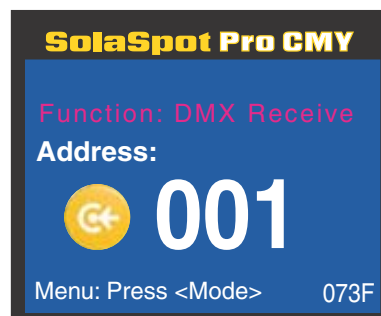 SolaSpot Pro CMY
Function: DMX Receive
Address:
001
Menu: Press <Mode> 073F